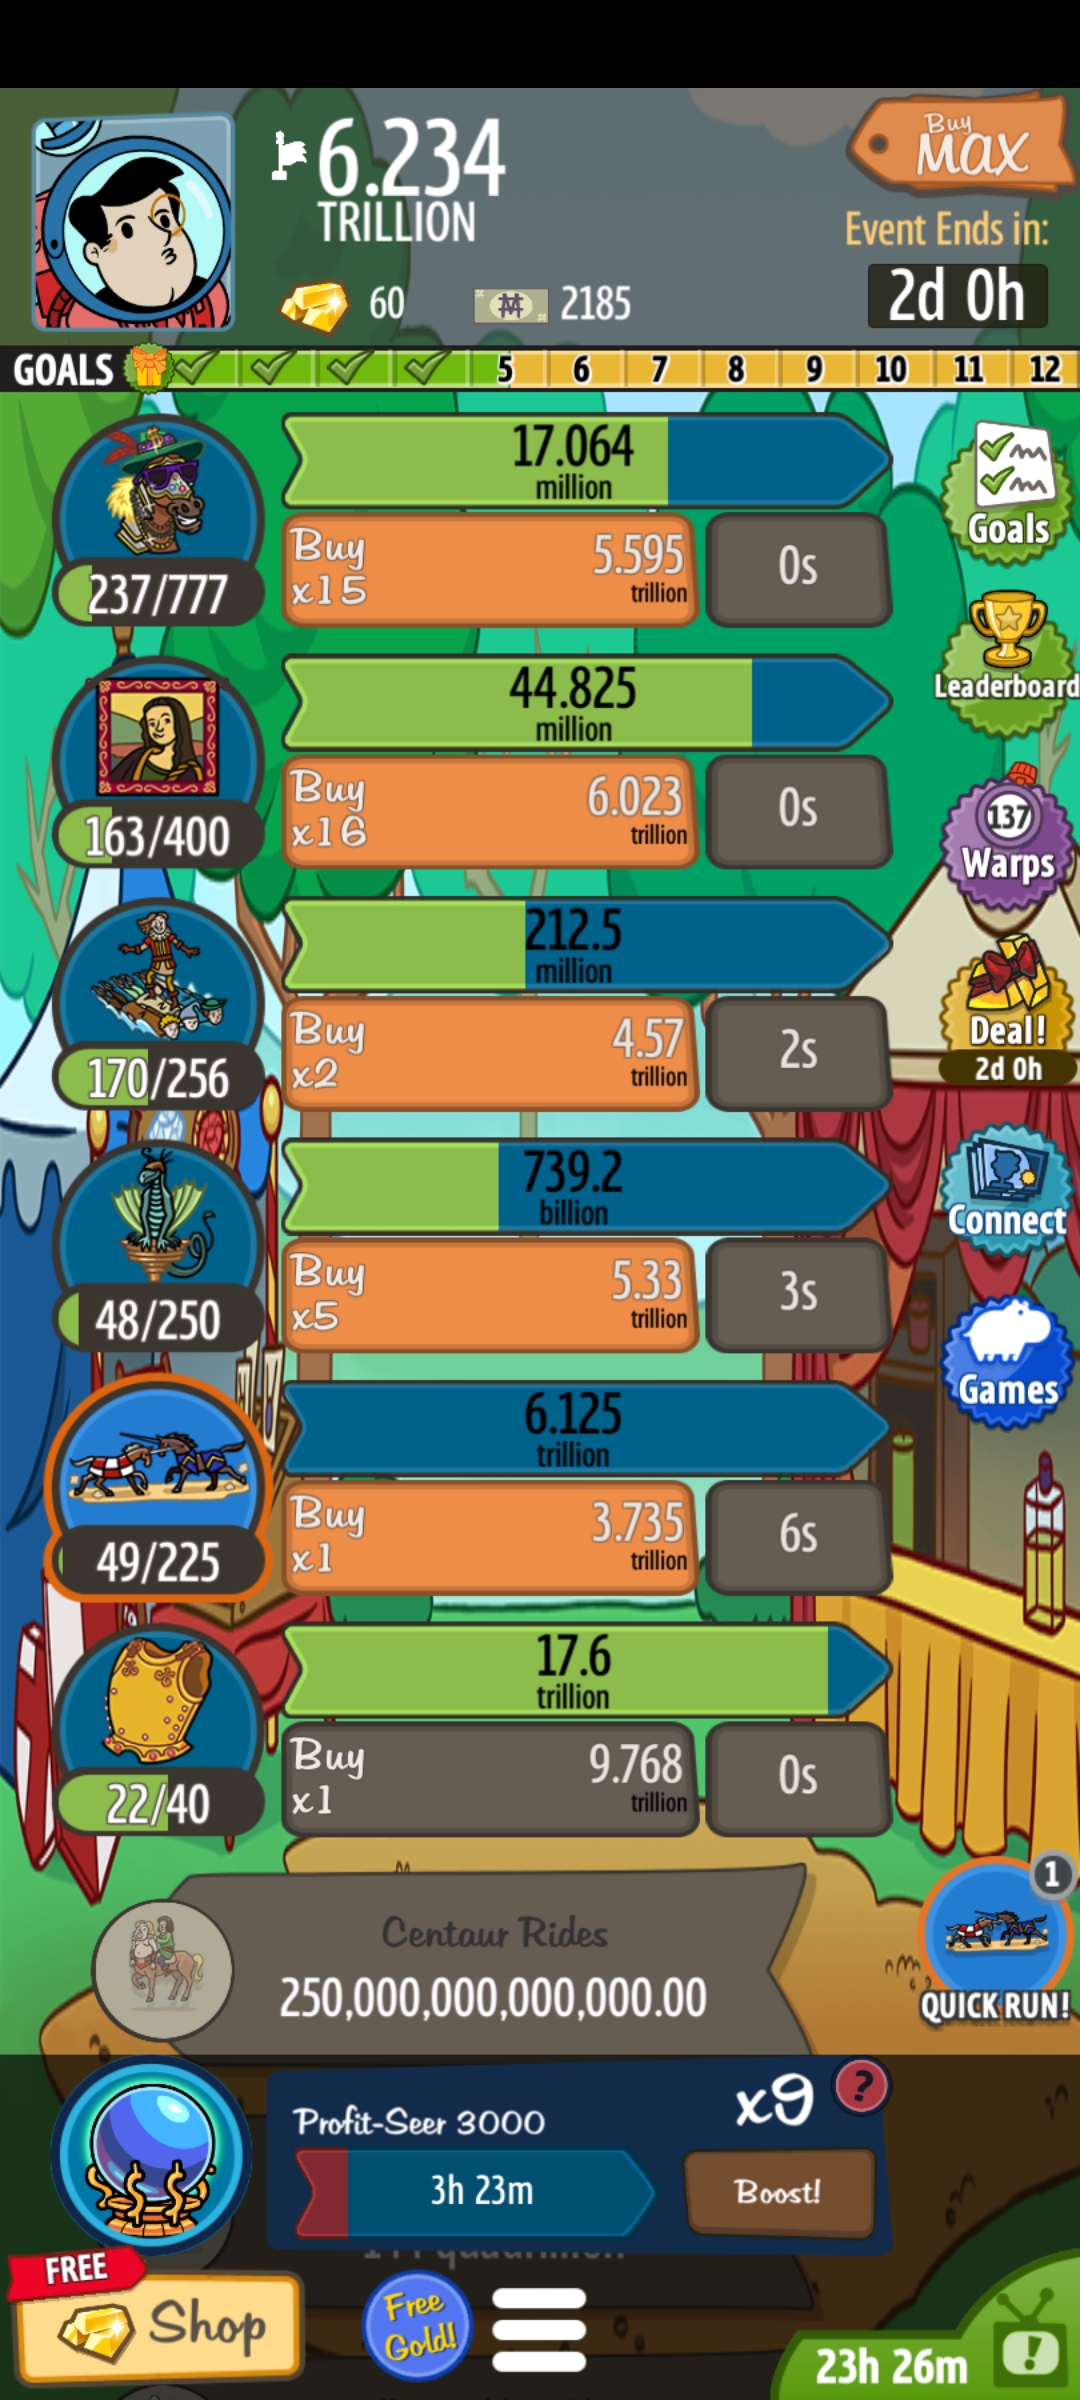 6.234
TRILLION
Buy
MAX
Event Ends in:
2d 0h
60
2185
GOALS
5 6 7 8 9 10 11 12
17.064
million
Goals
Buy
x15
5.595
trillion
0s
237/777
Leaderboard
44.825
million
Buy
x16
6.023
trillion
0s
163/400
137
Warps
212.5
million
Buy
x2
4.57
trillion
2s
170/256
Deal!
2d 0h
739.2
billion
Connect
Buy
x5
5.33
trillion
3s
48/250
Games
6.125
trillion
Buy
x1
3.735
trillion
6s
49/225
17.6
trillion
Buy
x1
9.768
trillion
0s
22/40
Centaur Rides
250,000,000,000,000.00
1
QUICK RUN!
Profit-Seer 3000
x9
?
3h 23m
Boost!
FREE
Shop
Free
Gold!
23h 26m
!